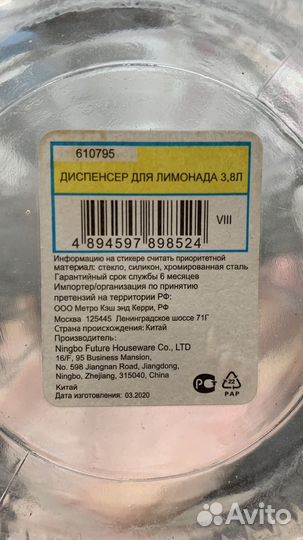 610795
ДИСПЕНСЕР ДЛЯ ЛИМОНАДА 3,8Л
VIII
4 894597 898524
Информацию на стикере считать приоритетной
материал: стекло, силикон, хромированная сталь
Гарантийный срок службы 6 месяцев
Импортер/организация по принятию
претензий на территории РФ:
ООО Метро Кэш энд Керри, РФ
Москва 125445 Ленинградское шоссе 71Г
Страна происхождения: Китай
Производитель:
Ningbo Future Houseware Co., LTD
16/F, 95 Business Mansion,
No. 598 Jiangnan Road, Jiangdong,
Ningbo, Zhejiang, 315040, China
Китай
Дата изготовления: 03.2020
РСТ
22
PAP
Avito